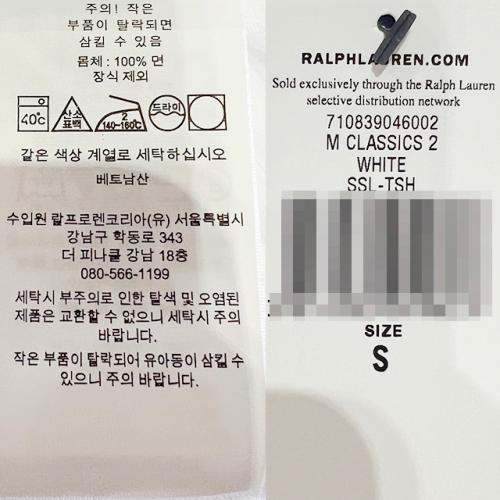 주의! 작은
부품이 탈락되면
삼킬 수 있음
몸체: 100% 면
장식 제외
40℃
산소
표백
2
140~160℃
드라이
같은 색상 계열로 세탁하십시오
베트남산
수입원 랄프로렌코리아(유) 서울특별시
강남구 학동로 343
더 피나클 강남 18층
080-566-1199
세탁시 부주의로 인한 탈색 및 오염된
제품은 교환할 수 없으니 세탁시 주의
바랍니다.
작은 부품이 탈락되어 유아동이 삼킬 수
있으니 주의 바랍니다.
RALPHLAUREN.COM
Sold exclusively through the Ralph Lauren
selective distribution network
710839046002
M CLASSICS 2
WHITE
SSL-TSH
SIZE
S